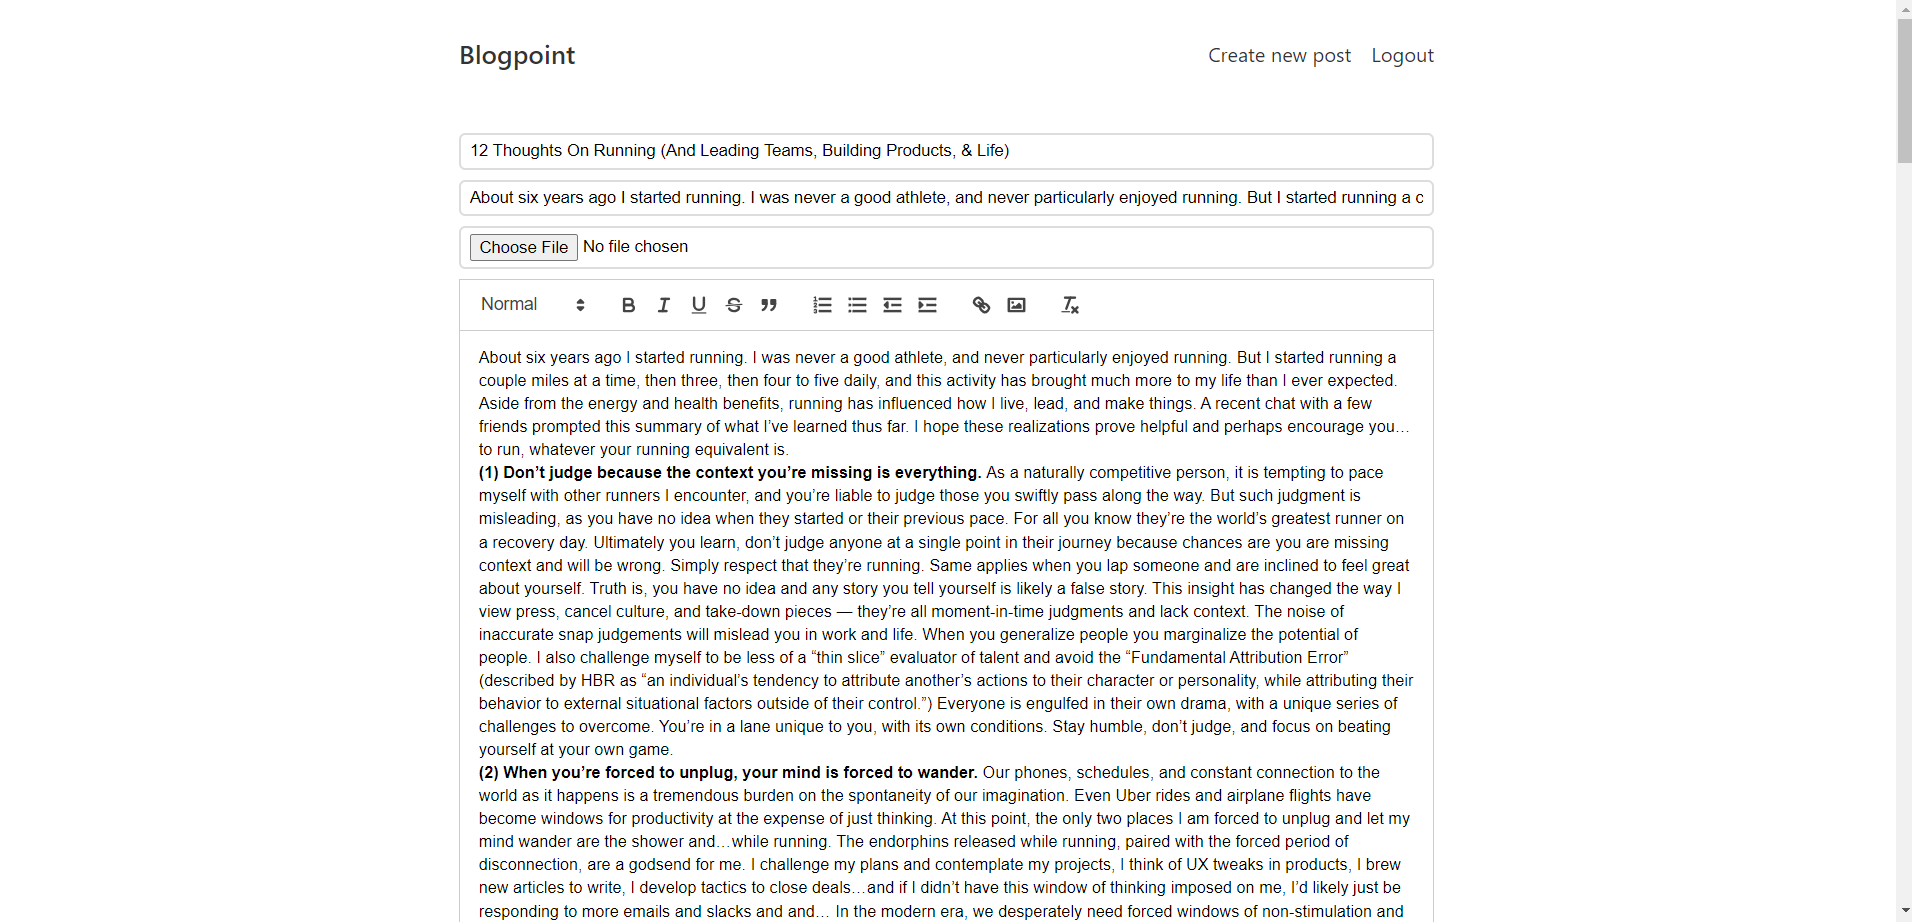 Blogpoint
Create new post
Logout
12 Thoughts On Running (And Leading Teams, Building Products, & Life)
About six years ago I started running. I was never a good athlete, and never particularly enjoyed running. But I started running a c
Choose File No file chosen
Normal
About six years ago I started running. I was never a good athlete, and never particularly enjoyed running. But I started running a
couple miles at a time, then three, then four to five daily, and this activity has brought much more to my life than I ever expected.
Aside from the energy and health benefits, running has influenced how I live, lead, and make things. A recent chat with a few
friends prompted this summary of what I’ve learned thus far. I hope these realizations prove helpful and perhaps encourage you…
to run, whatever your running equivalent is.
(1) Don’t judge because the context you’re missing is everything. As a naturally competitive person, it is tempting to pace
myself with other runners I encounter, and you’re liable to judge those you swiftly pass along the way. But such judgment is
misleading, as you have no idea when they started or their previous pace. For all you know they’re the world’s greatest runner on
a recovery day. Ultimately you learn, don’t judge anyone at a single point in their journey because chances are you are missing
context and will be wrong. Simply respect that they’re running. Same applies when you lap someone and are inclined to feel great
about yourself. Truth is, you have no idea and any story you tell yourself is likely a false story. This insight has changed the way I
view press, cancel culture, and take-down pieces — they’re all moment-in-time judgments and lack context. The noise of
inaccurate snap judgements will mislead you in work and life. When you generalize people you marginalize the potential of
people. I also challenge myself to be less of a “thin slice” evaluator of talent and avoid the “Fundamental Attribution Error”
(described by HBR as “an individual’s tendency to attribute another’s actions to their character or personality, while attributing their
behavior to external situational factors outside of their control.”) Everyone is engulfed in their own drama, with a unique series of
challenges to overcome. You’re in a lane unique to you, with its own conditions. Stay humble, don’t judge, and focus on beating
yourself at your own game.
(2) When you’re forced to unplug, your mind is forced to wander. Our phones, schedules, and constant connection to the
world as it happens is a tremendous burden on the spontaneity of our imagination. Even Uber rides and airplane flights have
become windows for productivity at the expense of just thinking. At this point, the only two places I am forced to unplug and let my
mind wander are the shower and…while running. The endorphins released while running, paired with the forced period of
disconnection, are a godsend for me. I challenge my plans and contemplate my projects, I think of UX tweaks in products, I brew
new articles to write, I develop tactics to close deals…and if I didn’t have this window of thinking imposed on me, I’d likely just be
responding to more emails and slacks and and… In the modern era, we desperately need forced windows of non-stimulation and